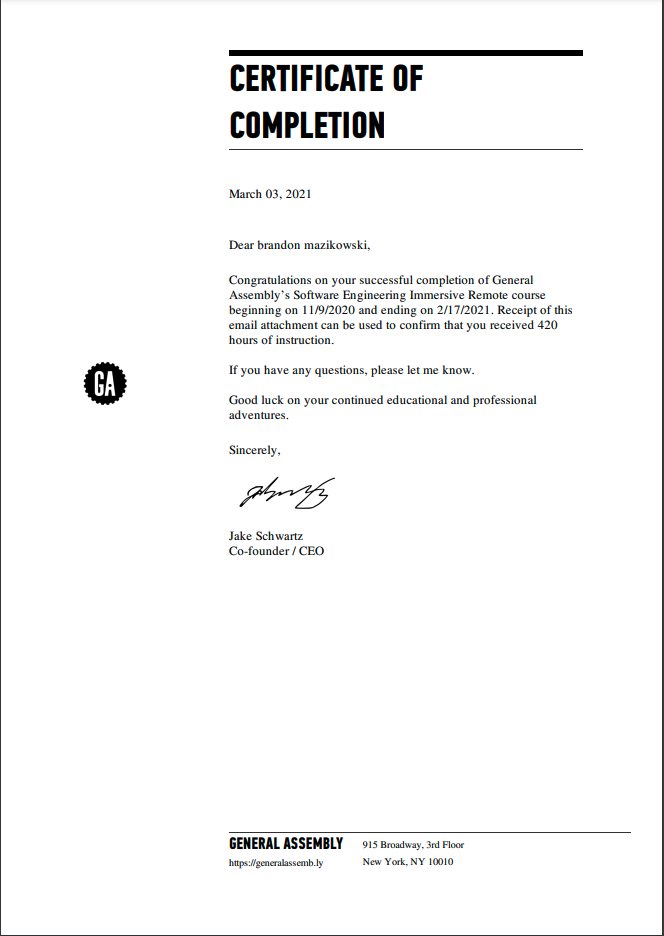 CERTIFICATE OF
COMPLETION
March 03, 2021
Dear brandon mazikowski,
Congratulations on your successful completion of General
Assembly's Software Engineering Immersive Remote course
beginning on 11/9/2020 and ending on 2/17/2021. Receipt of this
email attachment can be used to confirm that you received 420
hours of instruction.
GA
If you have any questions, please let me know.
Good luck on your continued educational and professional
adventures.
Sincerely,
Jake Schwartz
Co-founder / CEO
GENERAL ASSEMBLY
915 Broadway, 3rd Floor
https://generalassemb.ly
New York, NY 10010